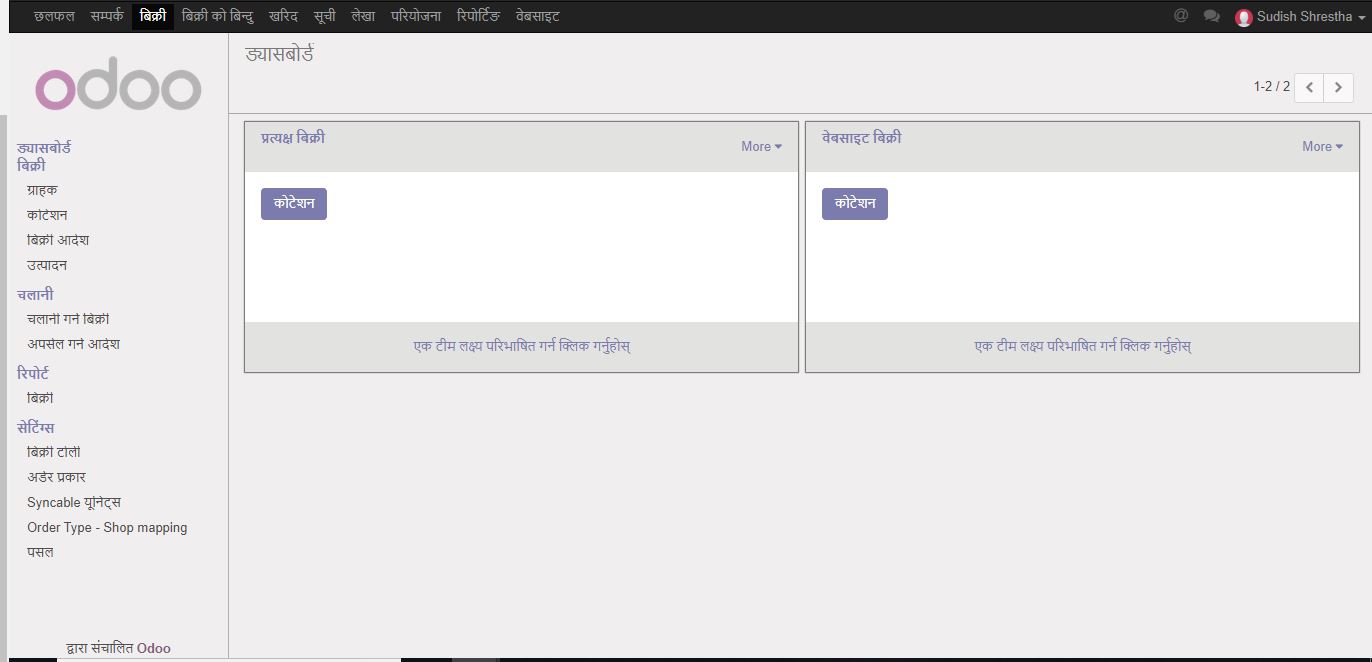 छलफल सम्पर्क बिक्री बिक्री को बिन्दु खरिद सूची लेखा परियोजना रिपोर्टिङ वेबसाइट @ Sudish Shrestha
odoo
ड्यासबोर्ड
1-2 / 2
ड्यासबोर्ड
बिक्री
ग्राहक
कोटेशन
बिक्री आदेश
उत्पादन
चलानी
चलानी गर्न बिक्री
अपसेल गर्न आदेश
रिपोर्ट
बिक्री
सेटिंग्स
बिक्री टोली
अर्डर प्रकार
Syncable यूनिट्स
Order Type - Shop mapping
पसल
द्वारा संचालित Odoo
प्रत्यक्ष बिक्री
More
कोटेशन
एक टीम लक्ष्य परिभाषित गर्न क्लिक गर्नुहोस्
वेबसाइट बिक्री
More
कोटेशन
एक टीम लक्ष्य परिभाषित गर्न क्लिक गर्नुहोस्